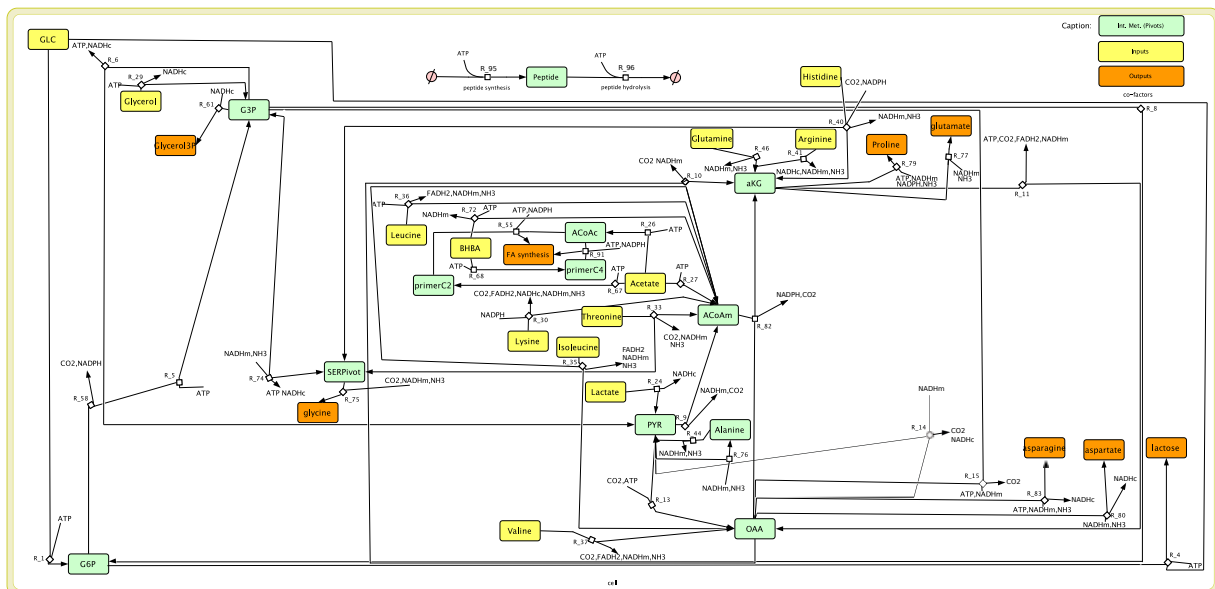 Caption:
Int. Met. (Pivots)
Inputs
Outputs
co-factors
GLC
ATP,NADHc
R_6
R_29
NADHc
ATP
Glycerol
NADHc
R_61
G3P
Glycerol3P
ATP
R_95
Peptide
peptide synthesis
ATP
R_96
peptide hydrolysis
Histidine
CO2,NADPH
R_8
NADHm,NH3
R_40
Glutamine
Arginine
R_46
R_41
NADHm,NH3
NADHc,NADHm,NH3
Proline
glutamate
R_79
ATP,NADHm
NADPH,NH3
R_77
NADHm
NH3
ATP,CO2,FADH2,NADHm
R_11
CO2 NADHm
R_10
aKG
FADH2,NADHm,NH3
R_36
ATP
Leucine
R_72
ATP
NADHm
BHBA
ATP
R_68
ATP,NADPH
R_55
ACoAc
R_26
ATP
FA synthesis
ATP,NADPH
R_91
primerC4
primerC2
ATP
R_67
Acetate
ATP
R_27
CO2,FADH2,NADHc,NADHm,NH3
NADPH
R_30
Lysine
Threonine
R_33
CO2,NADHm
NH3
ACoAm
NADPH,CO2
R_82
Isoleucine
R_35
FADH2
NADHm
NH3
CO2,NADPH
R_5
ATP
R_58
NADHm,NH3
R_74
ATP NADHc
SERPivot
R_75
CO2,NADHm,NH3
glycine
Lactate
R_24
NADHc
NADHm,CO2
R_9
PYR
R_44
Alanine
NADHm,NH3
R_76
NADHm,NH3
CO2,ATP
R_13
NADHm
R_14
CO2
NADHc
R_15
CO2
ATP,NADHm
asparagine
aspartate
lactose
R_83
NADHc
ATP,NADHm,NH3
NADHc
R_80
NADHm,NH3
Valine
R_37
CO2,FADH2,NADHm,NH3
OAA
ATP
R_1
G6P
R_4
ATP
cell